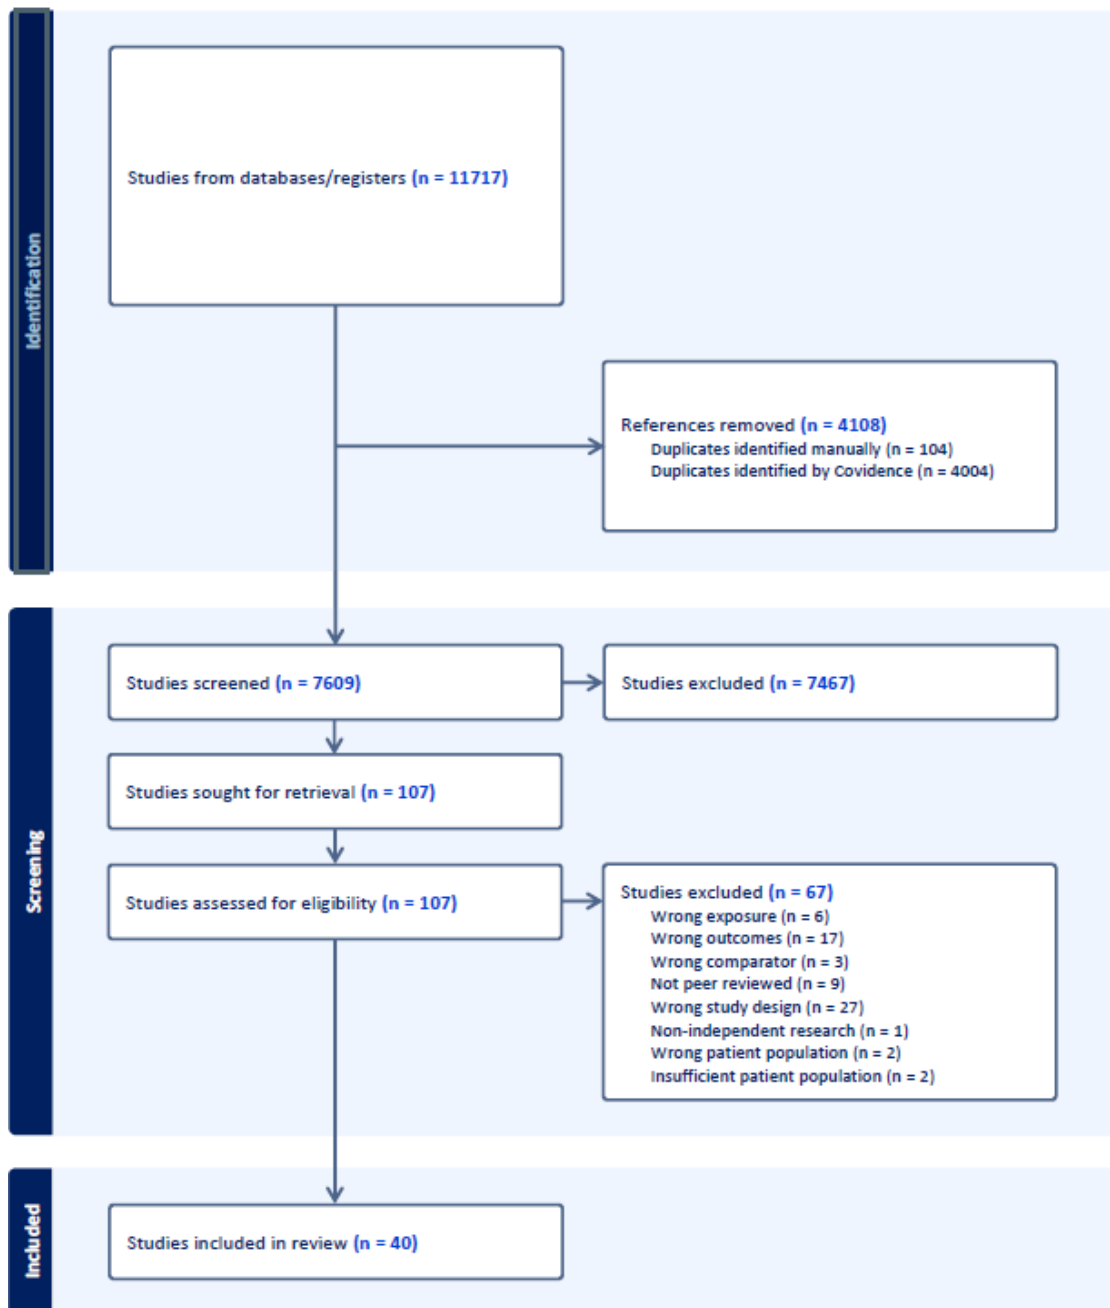 Identification
Studies from databases/registers (n = 11717)
References removed (n = 4108)
Duplicates identified manually (n = 104)
Duplicates identified by Covidence (n = 4004)
Screening
Studies screened (n = 7609)
Studies excluded (n = 7467)
Studies sought for retrieval (n = 107)
Studies assessed for eligibility (n = 107)
Studies excluded (n = 67)
Wrong exposure (n = 6)
Wrong outcomes (n = 17)
Wrong comparator (n = 3)
Not peer reviewed (n = 9)
Wrong study design (n = 27)
Non-independent research (n = 1)
Wrong patient population (n = 2)
Insufficient patient population (n = 2)
Included
Studies included in review (n = 40)